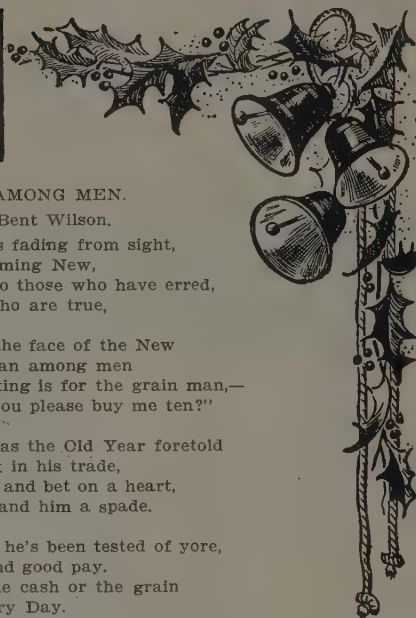 AMONG MEN.
Bent Wilson.
s fading from sight,
ming New,
o those who have erred,
ho are true,
the face of the New
an among men
ting is for the grain man,—
ou please buy me ten?"
as the Old Year foretold
in his trade,
and bet on a heart,
and him a spade.
he's been tested of yore,
nd good pay.
e cash or the grain
ry Day.